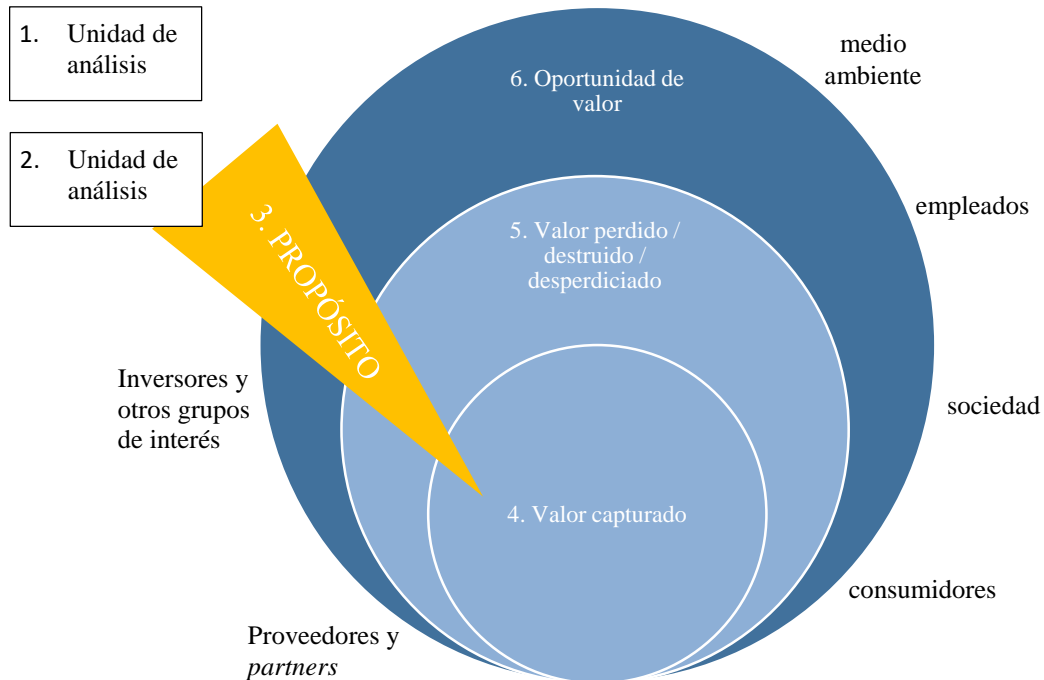 1. Unidad de
análisis
2. Unidad de
análisis
3. PROPÓSITO
6. Oportunidad de
valor
5. Valor perdido /
destruido /
desperdiciado
4. Valor capturado
medio
ambiente
empleados
sociedad
consumidores
Inversores y
otros grupos
de interés
Proveedores y
partners